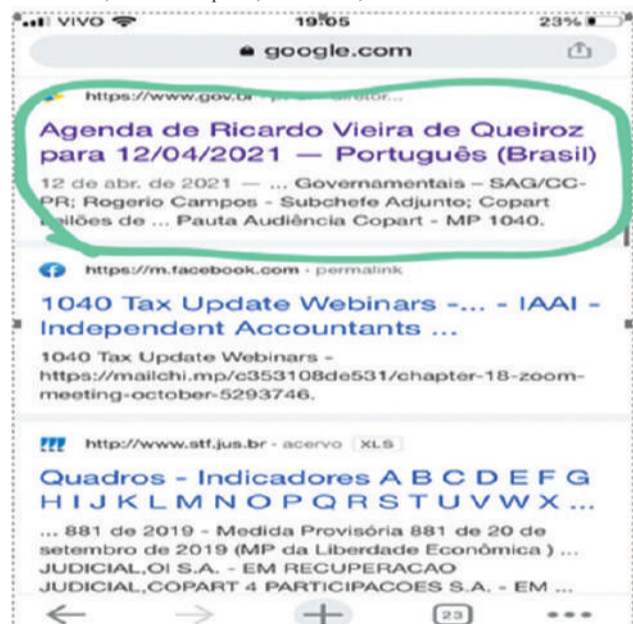 VIVO 19:05 23%
google.com
https://www.gov.br
Agenda de Ricardo Vieira de Queiroz
para 12/04/2021 — Português (Brasil)
12 de abr. de 2021 — ... Governamentais – SAG/CC-
PR; Rogerio Campos - Subchefe Adjunto; Copart
Leilões de ... Pauta Audiência Copart - MP 1040.
https://m.facebook.com › permalink
1040 Tax Update Webinars -... - IAAI -
Independent Accountants ...
1040 Tax Update Webinars -
https://mailchi.mp/c353108de531/chapter-18-zoom-
meeting-october-5293746.
http://www.stf.jus.br › acervo XLS
Quadros - Indicadores A B C D E F G
H I J K L M N O P Q R S T U V W X ...
... 881 de 2019 - Medida Provisória 881 de 20 de
setembro de 2019 (MP da Liberdade Econômica ) ...
JUDICIAL,OI S.A. - EM RECUPERACAO
JUDICIAL,COPART 4 PARTICIPACOES S.A. - EM ...
23